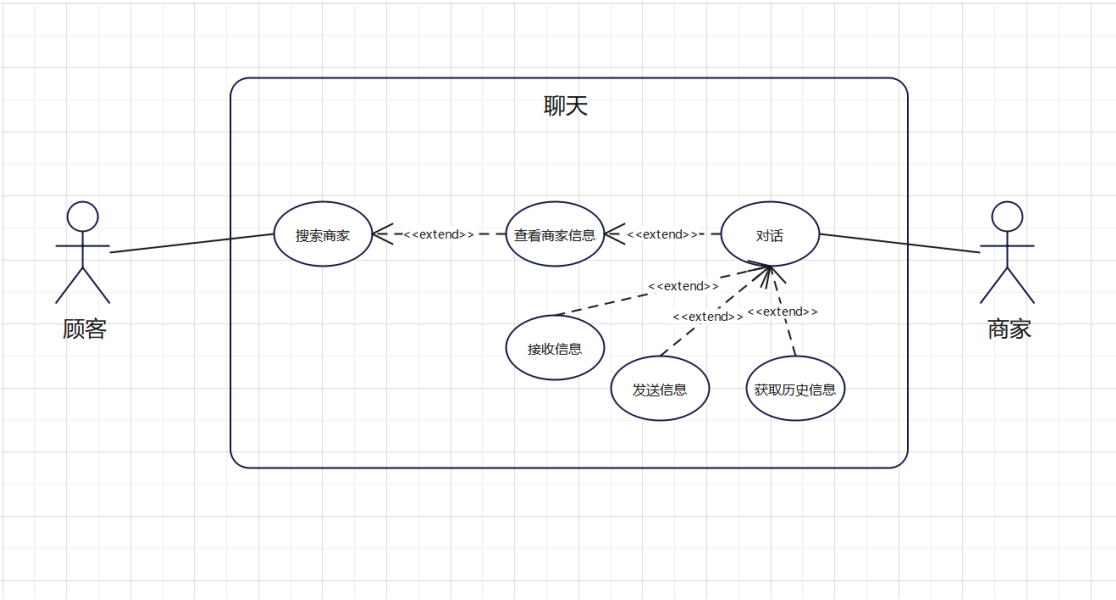 聊天
搜索商家
<<extend>>
查看商家信息
<<extend>>
对话
<<extend>>
<<extend>>
<<extend>>
接收信息
发送信息
获取历史信息
顾客
商家